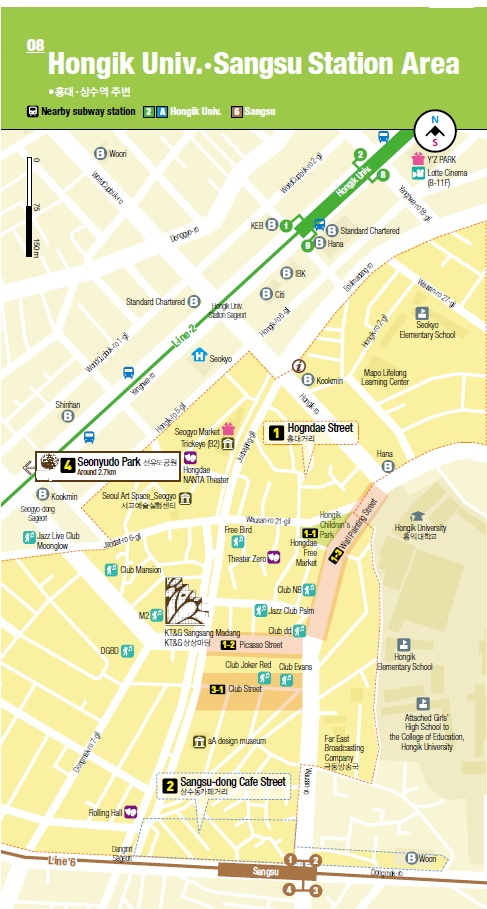 08
Hongik Univ.·Sangsu Station Area
•홍대·상수역 주변
Nearby subway station 2 A Hongik Univ. 6 Sangsu
N
S
0
75
150m
B Woori
WorldCupbuk-ro
WorldCupbuk-ro 2-gil
2
8
Hongik Univ.
Y'Z PARK
Lotte Cinema
(8-11F)
Yanghwa-ro 18-gil
Donggyo-ro
KEB B 1
B Standard Chartered
9 B Hana
B IBK
B Citi
Eoulmadang-ro
Wausan-ro 27-gil
Standard Chartered B
Hongik Univ.
Station Sageori
Hongik-ro 6-gil
Hongik-ro 2-gil
Seokyo
Elementary School
Line 2
WorldCupbuk-ro 1-gil
H Seokyo
Yanghwa-ro
i
B Kookmin
Mapo Lifelong
Learning Center
Shinhan
B
Hongik-ro 5-gil
Hongik-ro
Seogyo Market
Trickeye (B2)
1 Hogndae Street
홍대거리
4 Seonyudo Park 선유도공원
Around 2.7km
Hongdae
NANTA Theater
Hana
B
B Kookmin
Seogyo-dong
Sageori
Seoul Art Space_Seogyo
서교예술실험센터
Wausan-ro 21-gil
Hongik
Children's
Park
1-1
Hongdae
Free
Market
1-3 Wall Painting Street
Hongik University
홍익대학교
Jazz Live Club
Moonglow
Jandari-ro 6-gil
Free Bird
Theater Zero
Club Mansion
Club NB
M2
Jazz Club Palm
KT&G Sangsang Madang
KT&G 상상마당
Club dd
DGBD
1-2 Picasso Street
Hongik
Elementary School
Club Joker Red
Club Evans
3-1 Club Street
Attached Girls'
High School to
the College of Education,
Hongik University
aA design museum
Far East
Broadcasting
Company
극동방송국
Dongmak-ro 7-gil
2 Sangsu-dong Cafe Street
상수동카페거리
Wausan-ro
Rolling Hall
Dangin
Sageori
Line 6
Sangsu
1
2
4
3
B Woori
Dongmak-ro